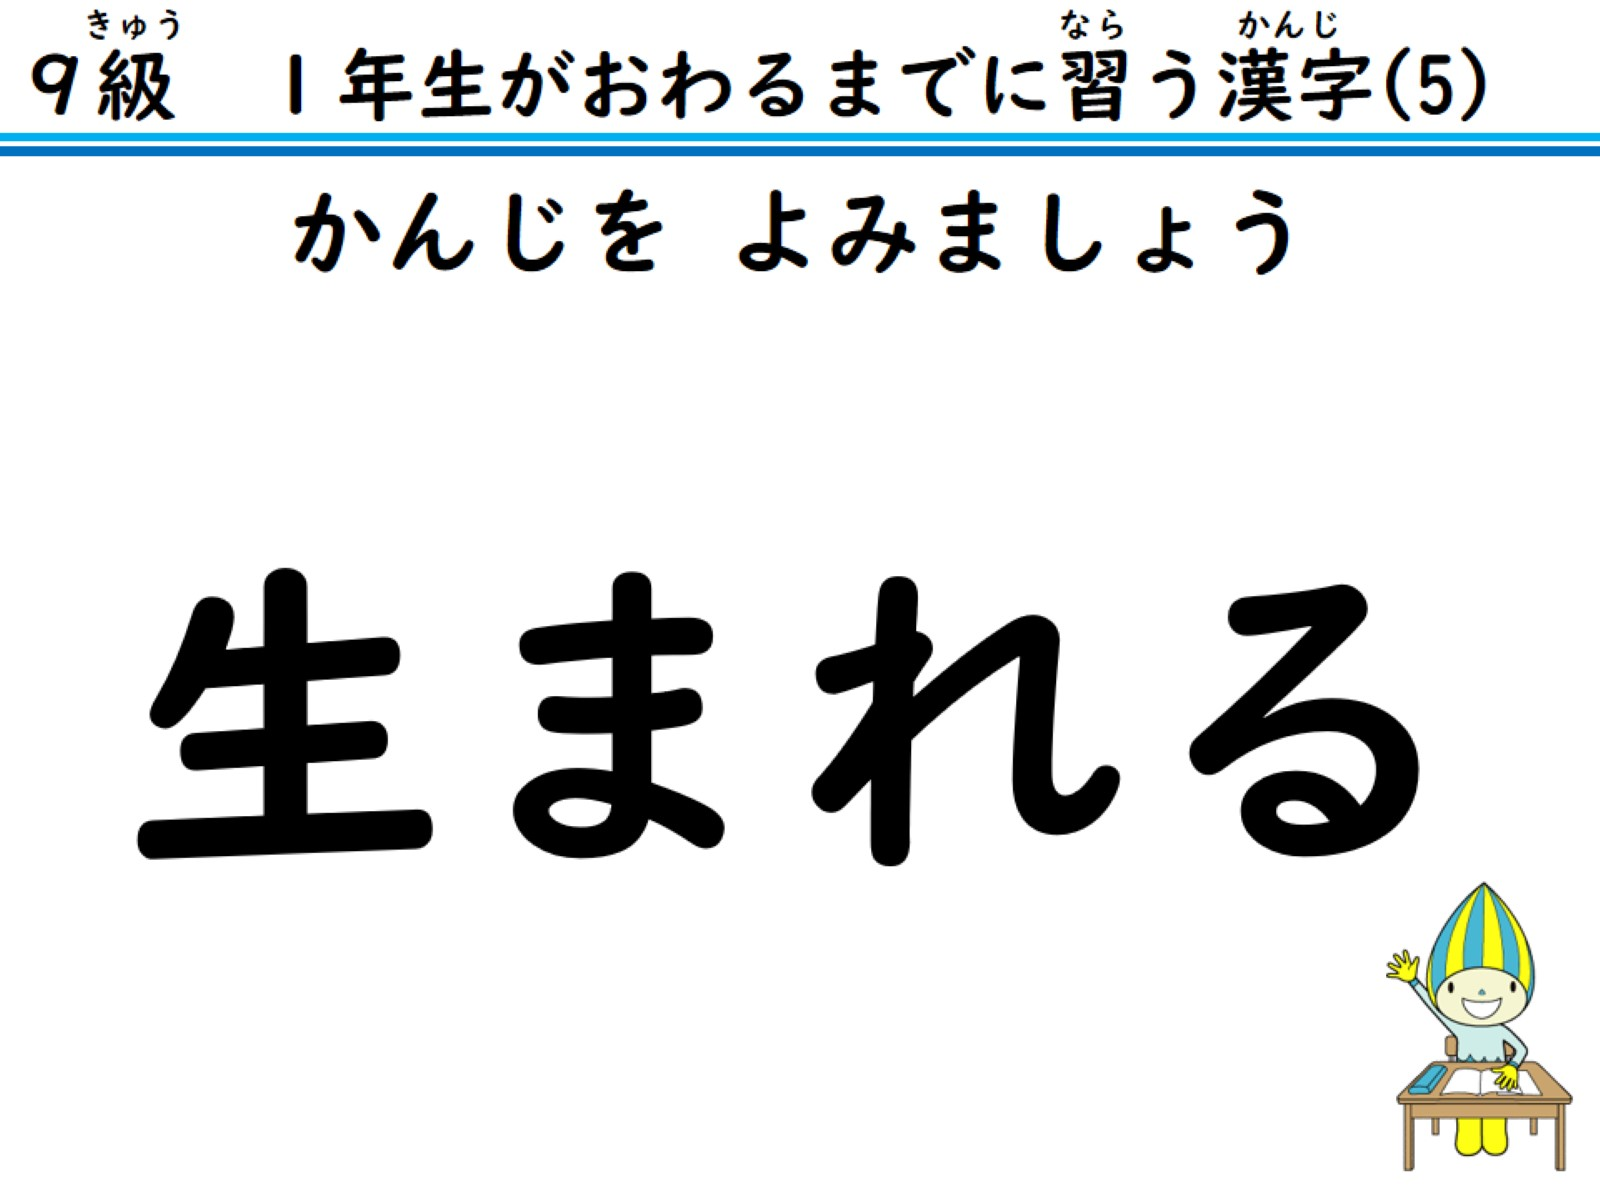 きゅう なら かんじ
9級 1年生がおわるまでに習う漢字(5)
かんじを よみましょう
生まれる